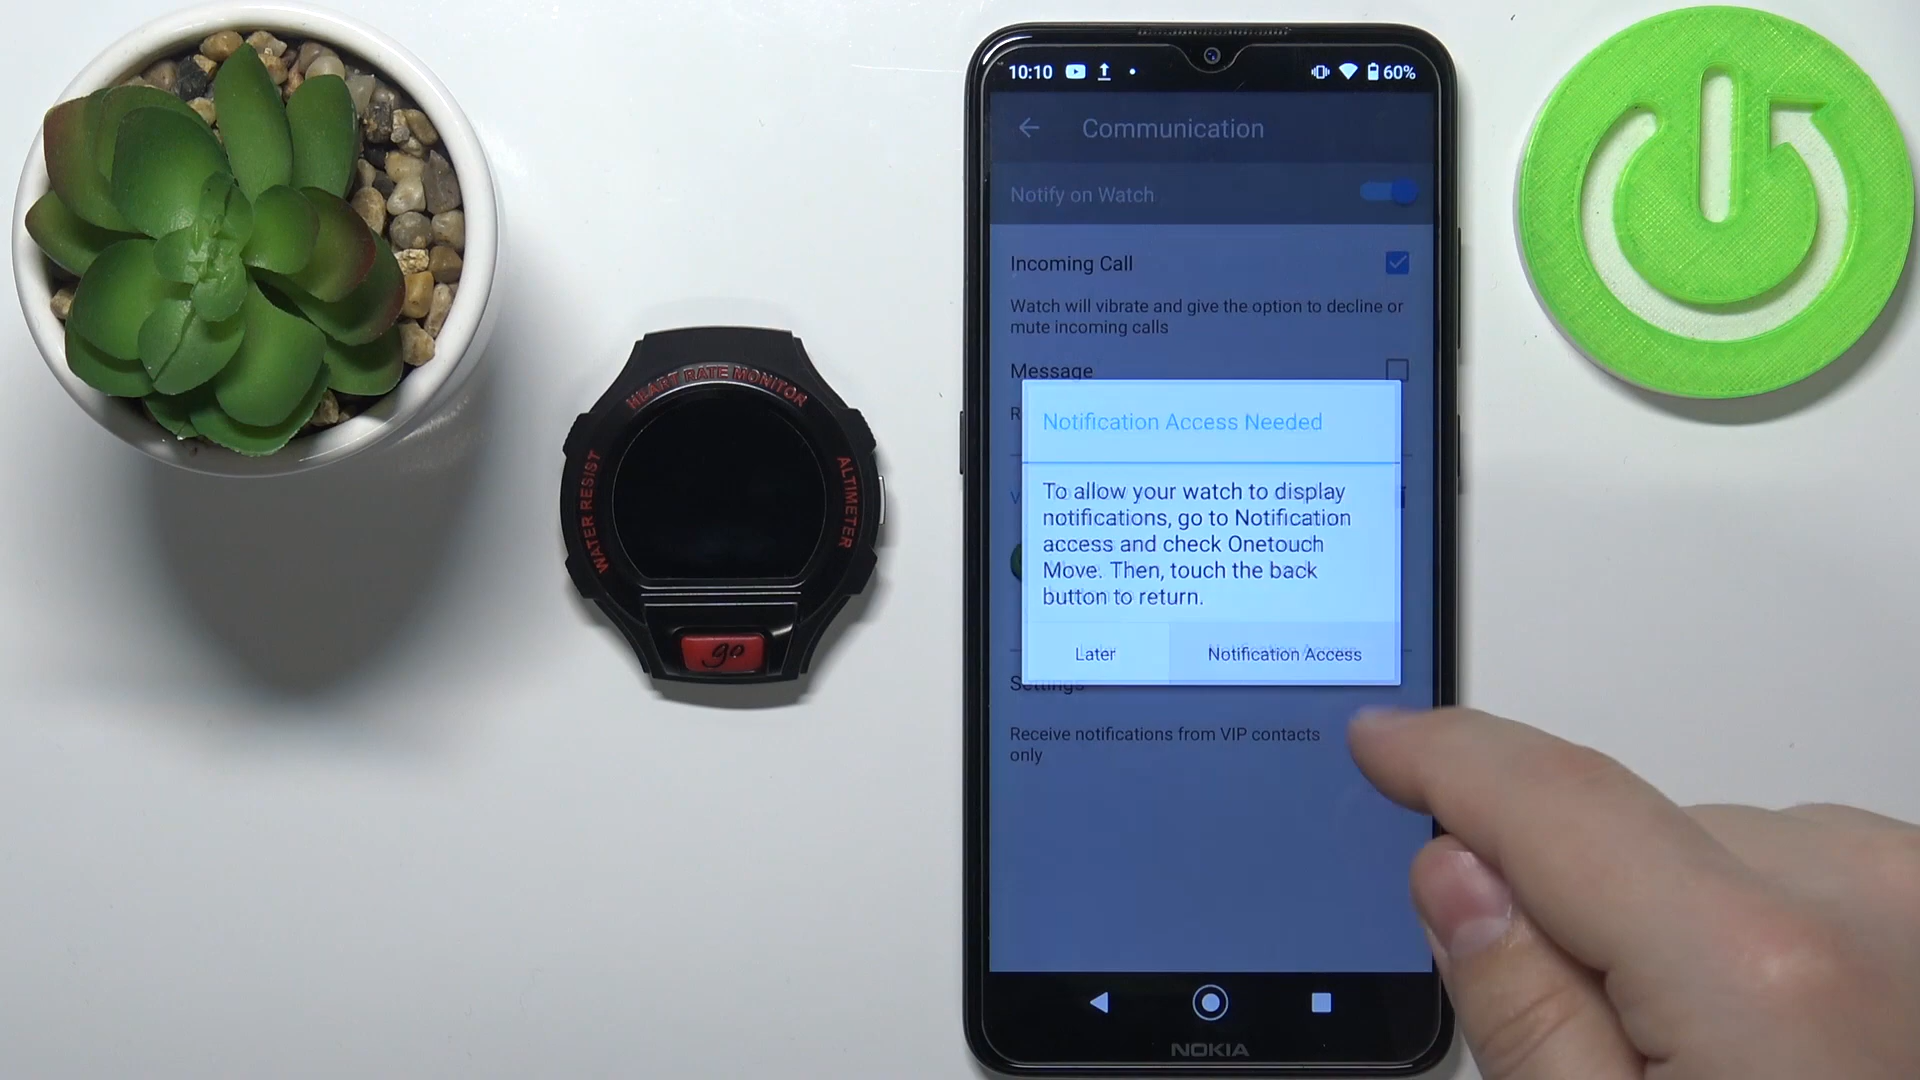 10:10
60%
Communication
Notify on Watch
Incoming Call
Watch will vibrate and give the option to decline or
mute incoming calls
Message
R
Notification Access Needed
To allow your watch to display
notifications, go to Notification
access and check Onetouch
Move. Then, touch the back
button to return.
Later
Notification Access
Settings
Receive notifications from VIP contacts
only
NOKIA
HEART RATE MONITOR
WATER RESIST
ALTIMETER
go